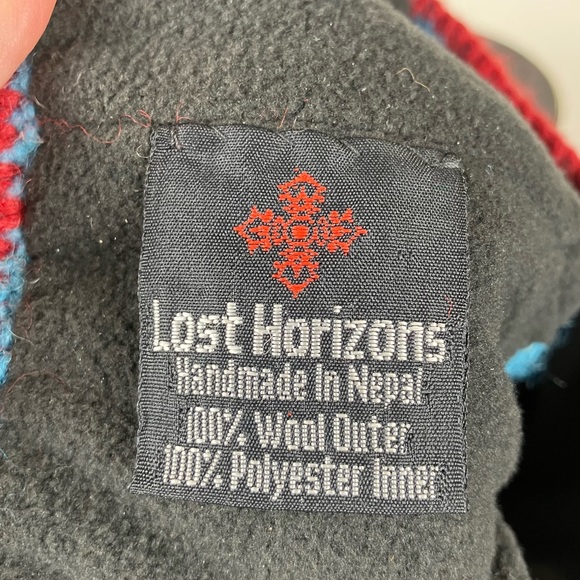 Lost Horizons
Handmade In Nepal
100% Wool Outer
100% Polyester Inner